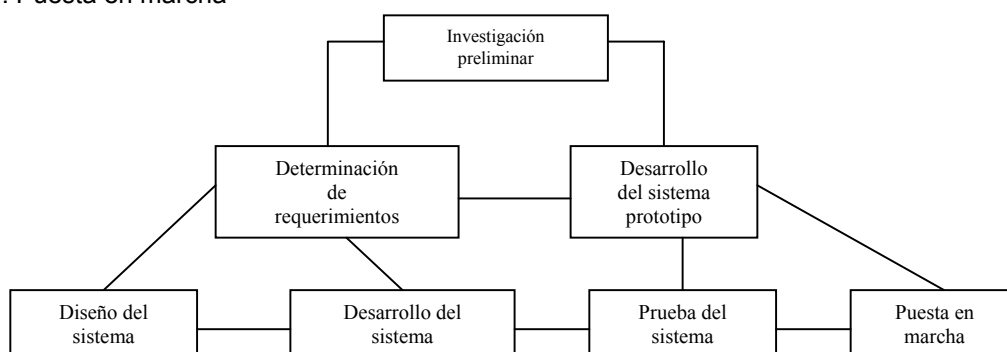 Investigación
preliminar
Determinación
de
requerimientos
Desarrollo
del sistema
prototipo
Diseño del
sistema
Desarrollo del
sistema
Prueba del
sistema
Puesta en
marcha